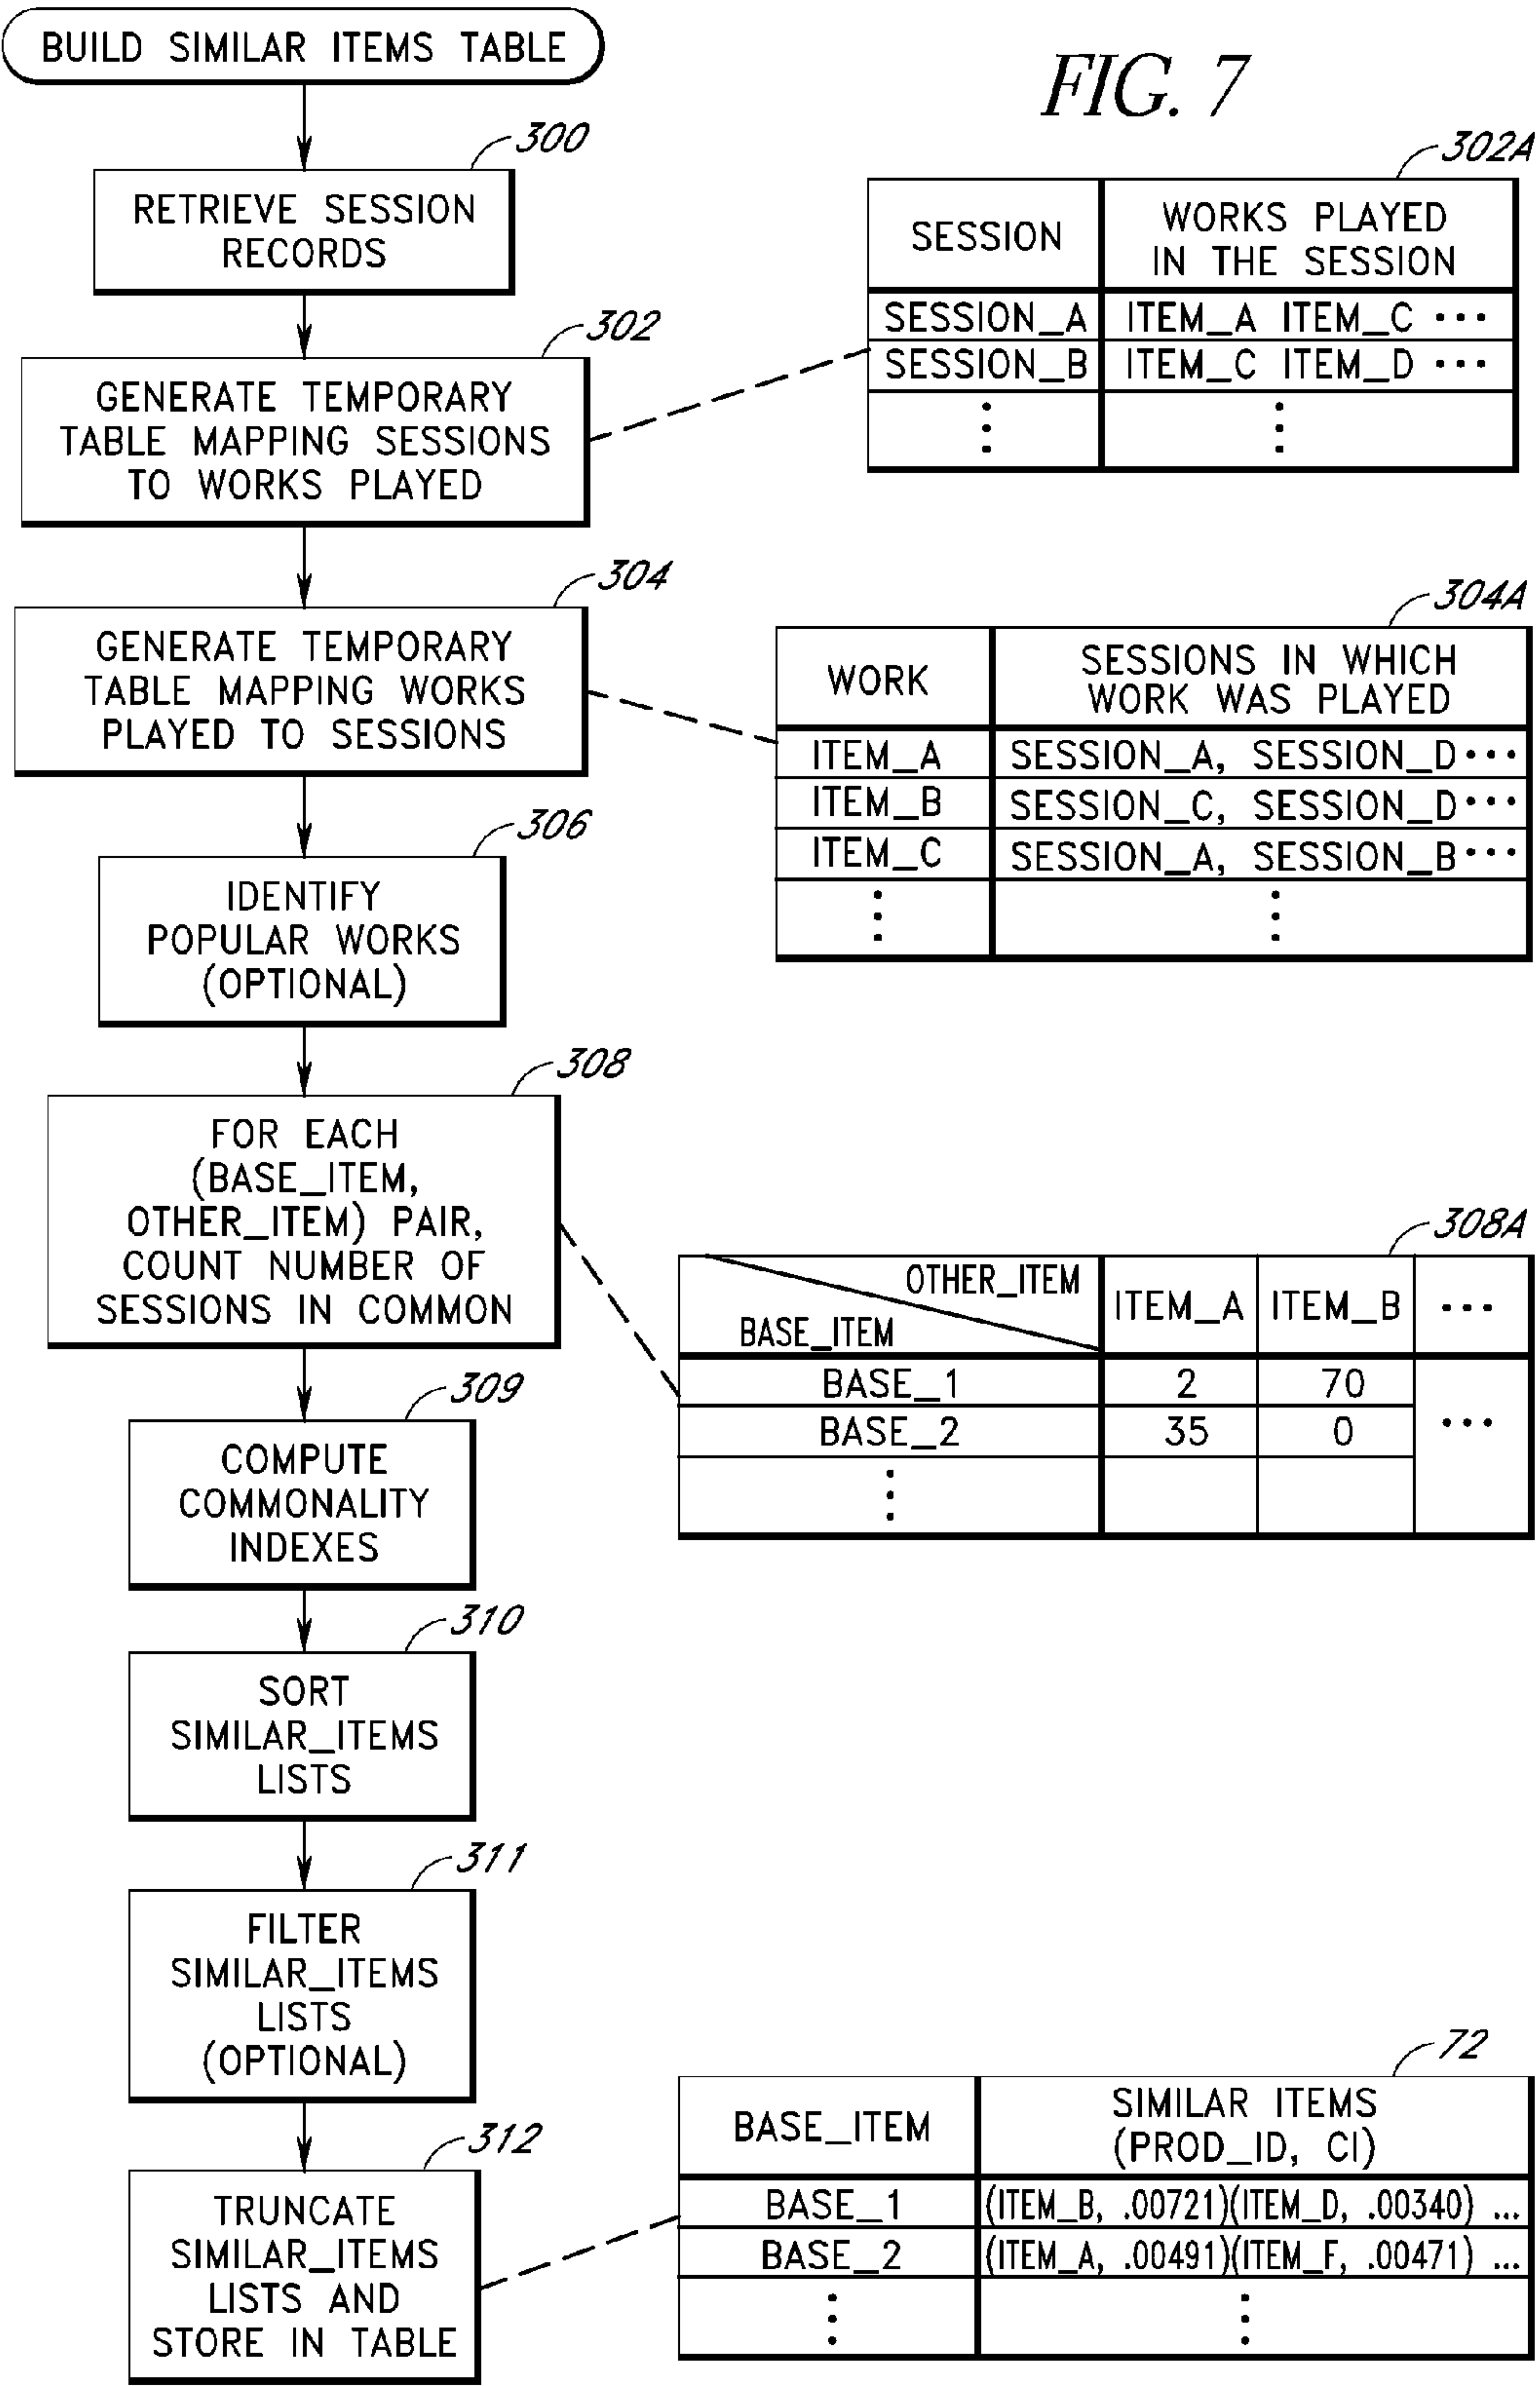 BUILD SIMILAR ITEMS TABLE
FIG. 7
300
RETRIEVE SESSION
RECORDS
302
GENERATE TEMPORARY
TABLE MAPPING SESSIONS
TO WORKS PLAYED
302A
SESSION
WORKS PLAYED
IN THE SESSION
SESSION_A ITEM_A ITEM_C ...
SESSION_B ITEM_C ITEM_D ...
304
GENERATE TEMPORARY
TABLE MAPPING WORKS
PLAYED TO SESSIONS
304A
WORK
SESSIONS IN WHICH
WORK WAS PLAYED
ITEM_A SESSION_A, SESSION_D...
ITEM_B SESSION_C, SESSION_D...
ITEM_C SESSION_A, SESSION_B...
306
IDENTIFY
POPULAR WORKS
(OPTIONAL)
308
FOR EACH
(BASE_ITEM,
OTHER_ITEM) PAIR,
COUNT NUMBER OF
SESSIONS IN COMMON
308A
OTHER_ITEM
BASE_ITEM
ITEM_A ITEM_B ...
BASE_1 2 70
BASE_2 35 0 ...
309
COMPUTE
COMMONALITY
INDEXES
310
SORT
SIMILAR_ITEMS
LISTS
311
FILTER
SIMILAR_ITEMS
LISTS
(OPTIONAL)
312
TRUNCATE
SIMILAR_ITEMS
LISTS AND
STORE IN TABLE
72
BASE_ITEM
SIMILAR ITEMS
(PROD_ID, CI)
BASE_1 (ITEM_B, .00721)(ITEM_D, .00340) ...
BASE_2 (ITEM_A, .00491)(ITEM_F, .00471) ...